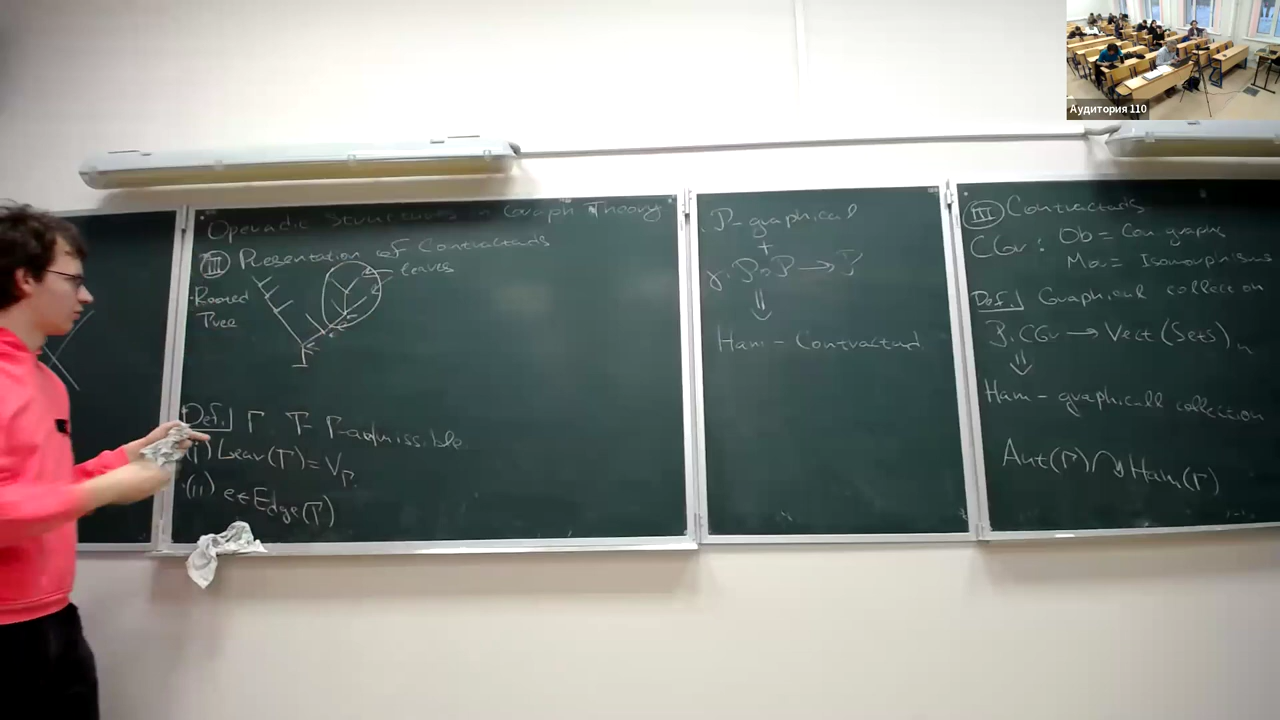 Operadic Structures in Graph Theory
III Presentation of Contractads
leaves
· Rooted
Tree
Def.] Γ T- Γ-admissible
(i) Leav(T) = V_Γ
(ii) e ∈ Edge(T)
P-graphical
+
γ: P∘P → P
⇓
Ham - Contractad
III Contractads
CGr : Ob = Con graphs
Mor = Isomorphisms
Def.] Graphical collection
P: CGr → Vect (Sets)
⇓
Ham - graphical collection
Aut(Γ) ↷ Ham(Γ)
Аудитория 110